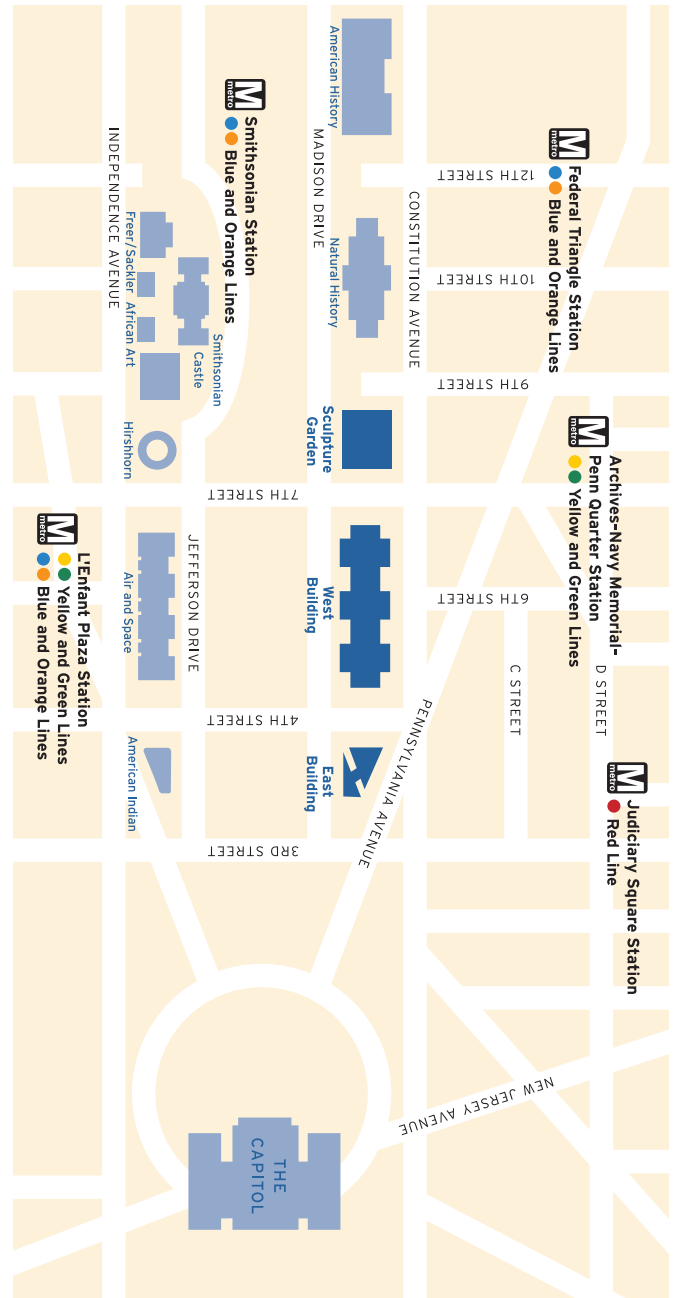 Judiciary Square Station
Red Line
M
metro
D STREET
Archives-Navy Memorial-
Penn Quarter Station
Yellow and Green Lines
M
metro
Federal Triangle Station
Blue and Orange Lines
M
metro
C STREET
NEW JERSEY AVENUE
12TH STREET
10TH STREET
9TH STREET
6TH STREET
PENNSYLVANIA AVENUE
CONSTITUTION AVENUE
American History
Natural History
Sculpture
Garden
West
Building
East
Building
MADISON DRIVE
7TH STREET
4TH STREET
3RD STREET
THE
CAPITOL
Smithsonian Station
Blue and Orange Lines
M
metro
Smithsonian
Castle
JEFFERSON DRIVE
Freer/Sackler
African Art
Hirshhorn
Air and Space
American Indian
INDEPENDENCE AVENUE
L'Enfant Plaza Station
Yellow and Green Lines
Blue and Orange Lines
M
metro